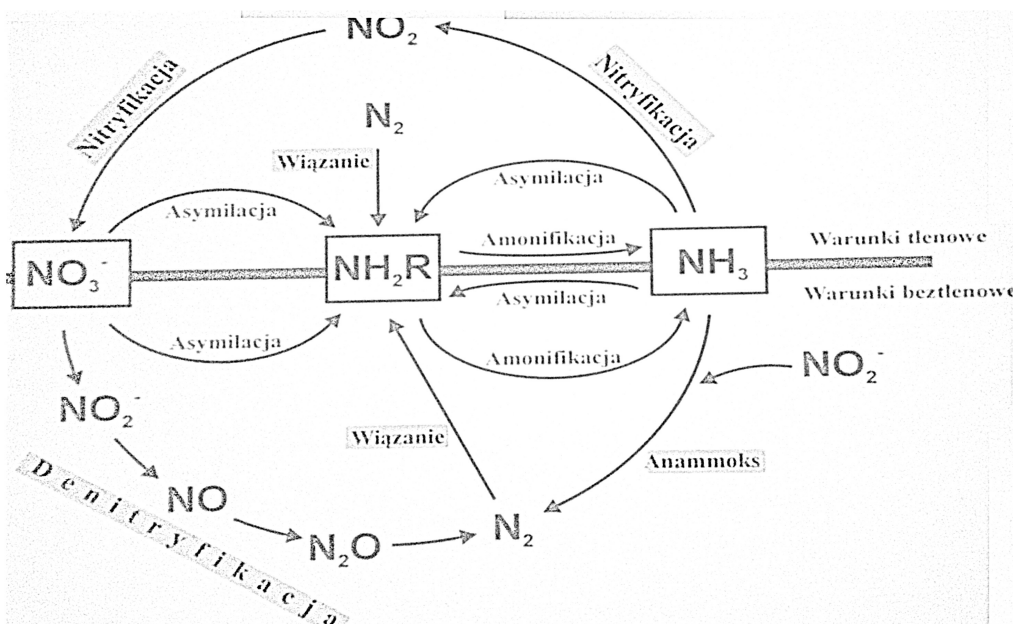 NO₂
Nitryfikacja
Nitryfikacja
N₂
Wiązanie
Asymilacja
Asymilacja
Amonifikacja
Warunki tlenowe
NO₃⁻
NH₂R
NH₃
Asymilacja
Warunki beztlenowe
Asymilacja
Amonifikacja
NO₂⁻
NO₂⁻
Wiązanie
Anammoks
Denitryfikacja
NO
N₂O
N₂